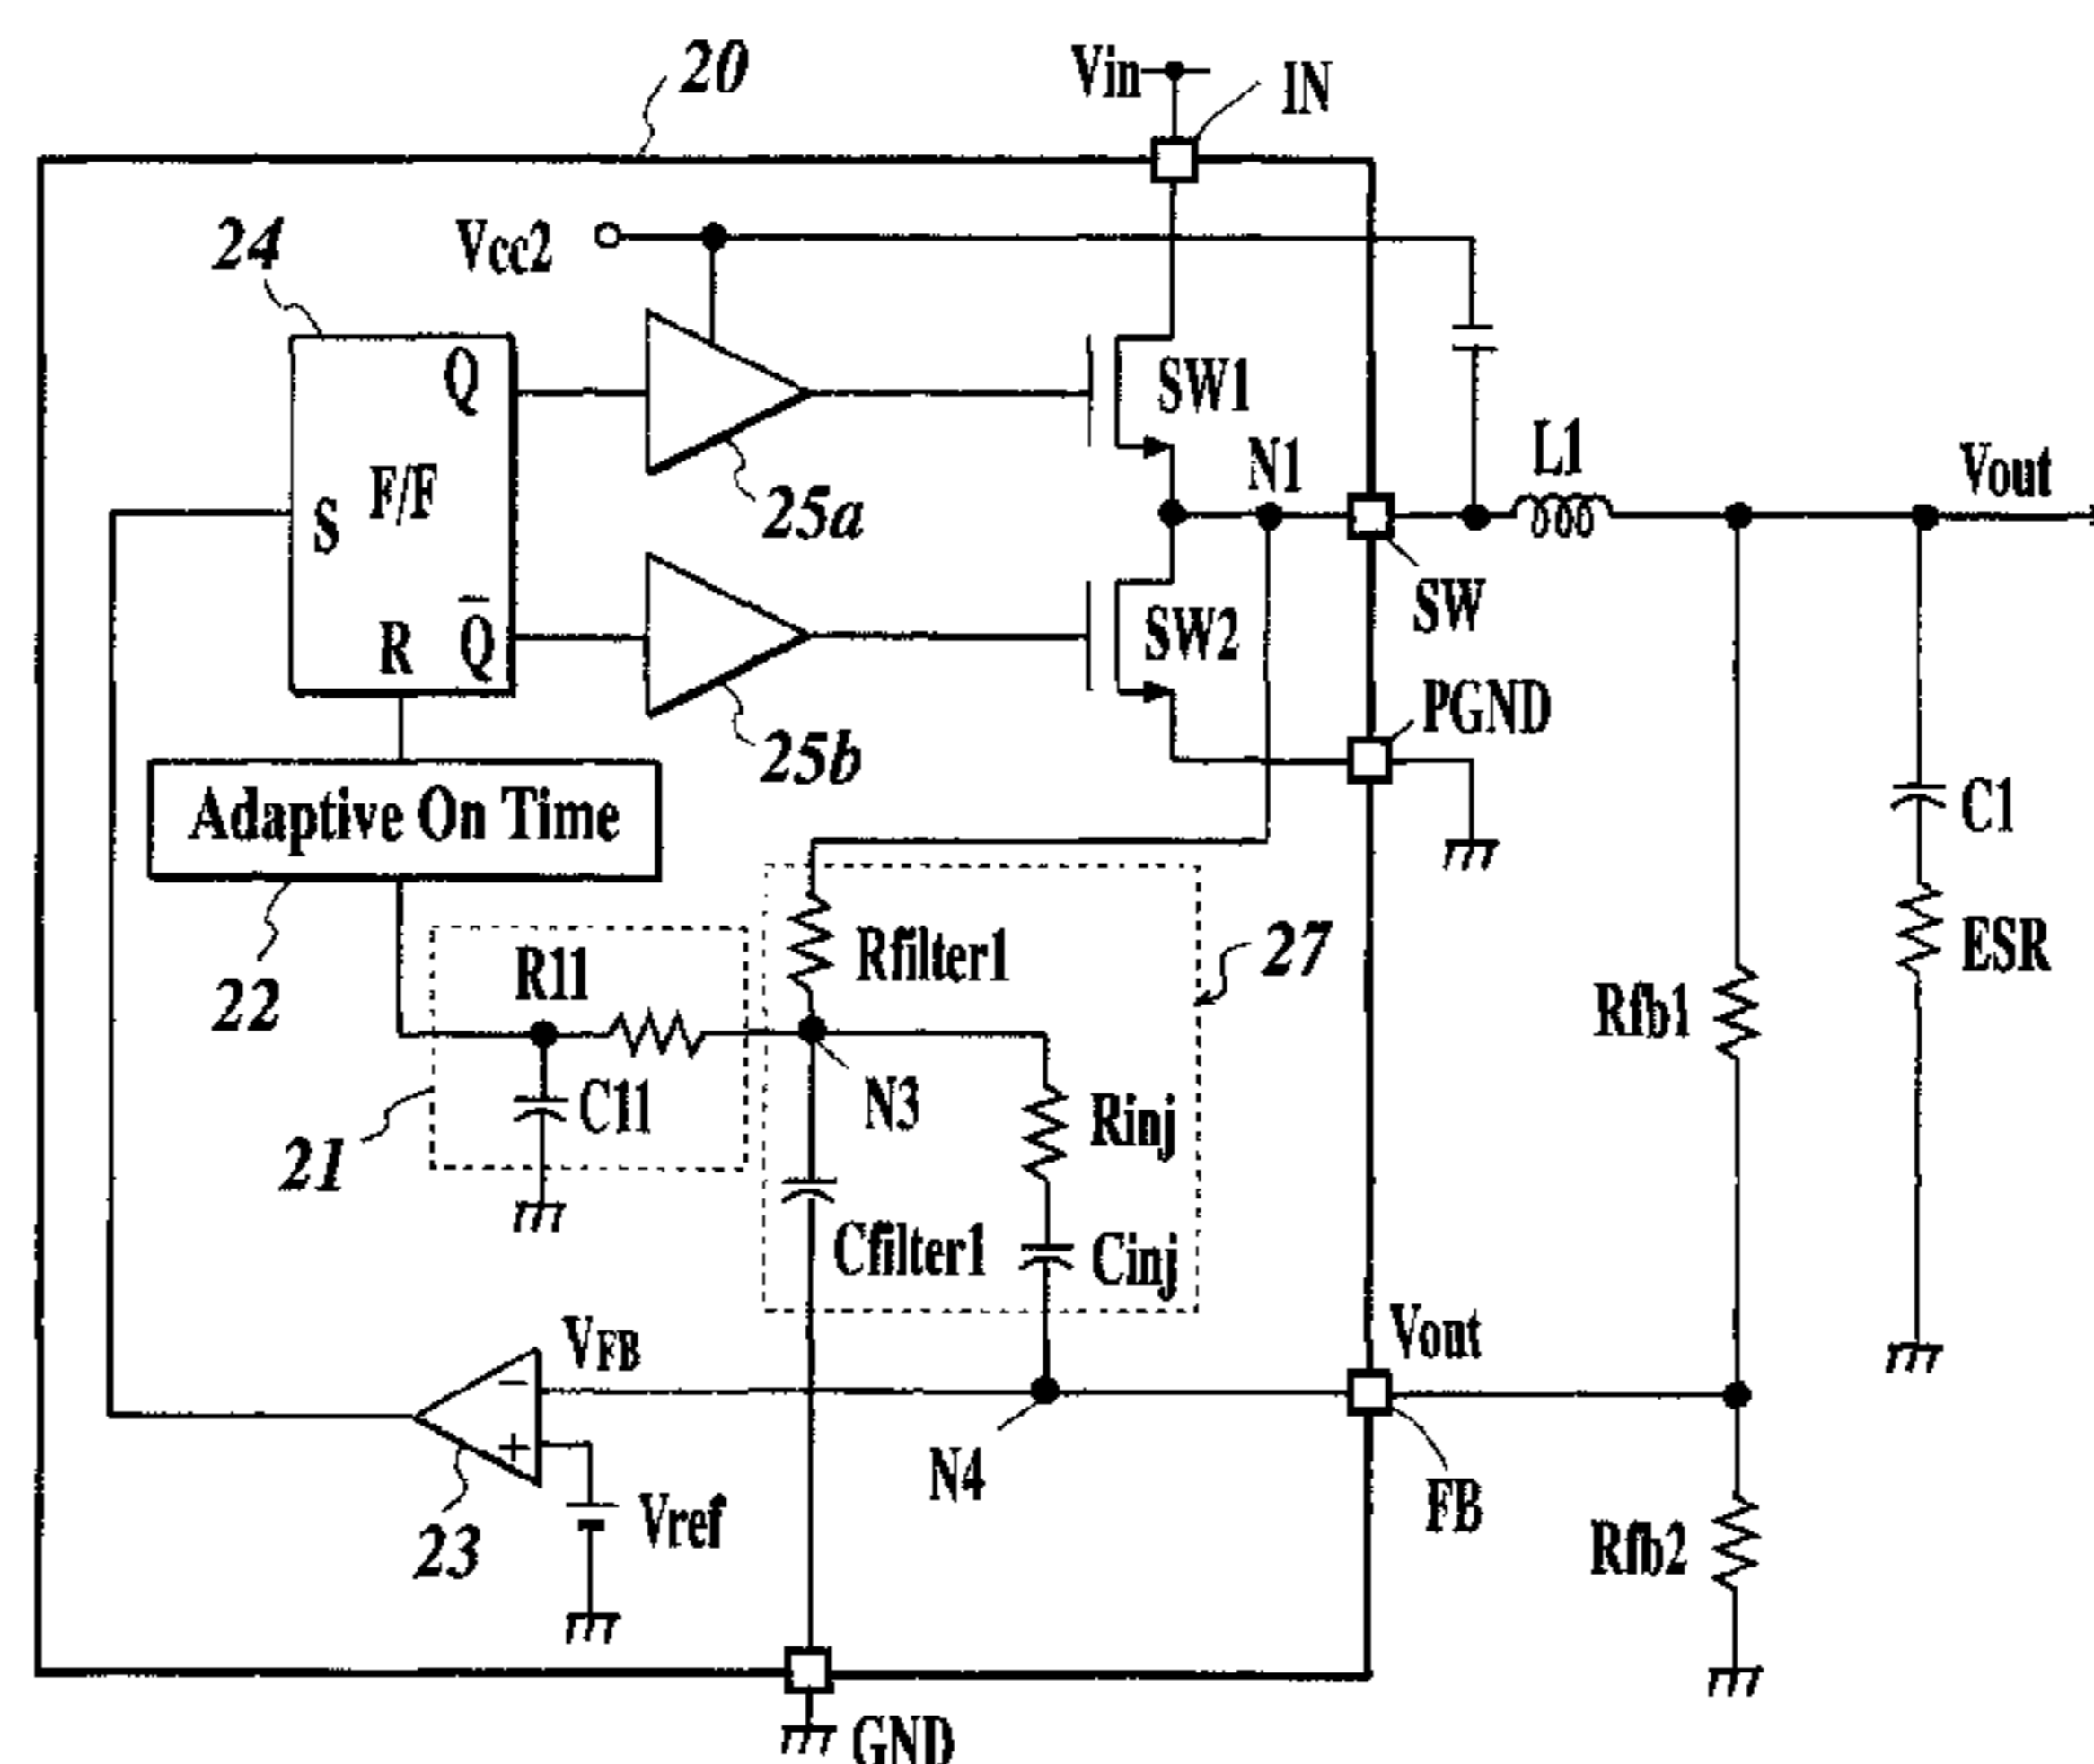 20
Vin
IN
24
Vcc2
Q
SW1
N1
L1
Vout
F/F
S
25a
SW
R
Q̅
SW2
PGND
25b
Adaptive On Time
C1
22
R11
Rfilter1
27
ESR
Rfb1
C11
N3
Rinj
21
Cfilter1
Cinj
VFB
Vout
−
+
N4
FB
23
Vref
Rfb2
GND